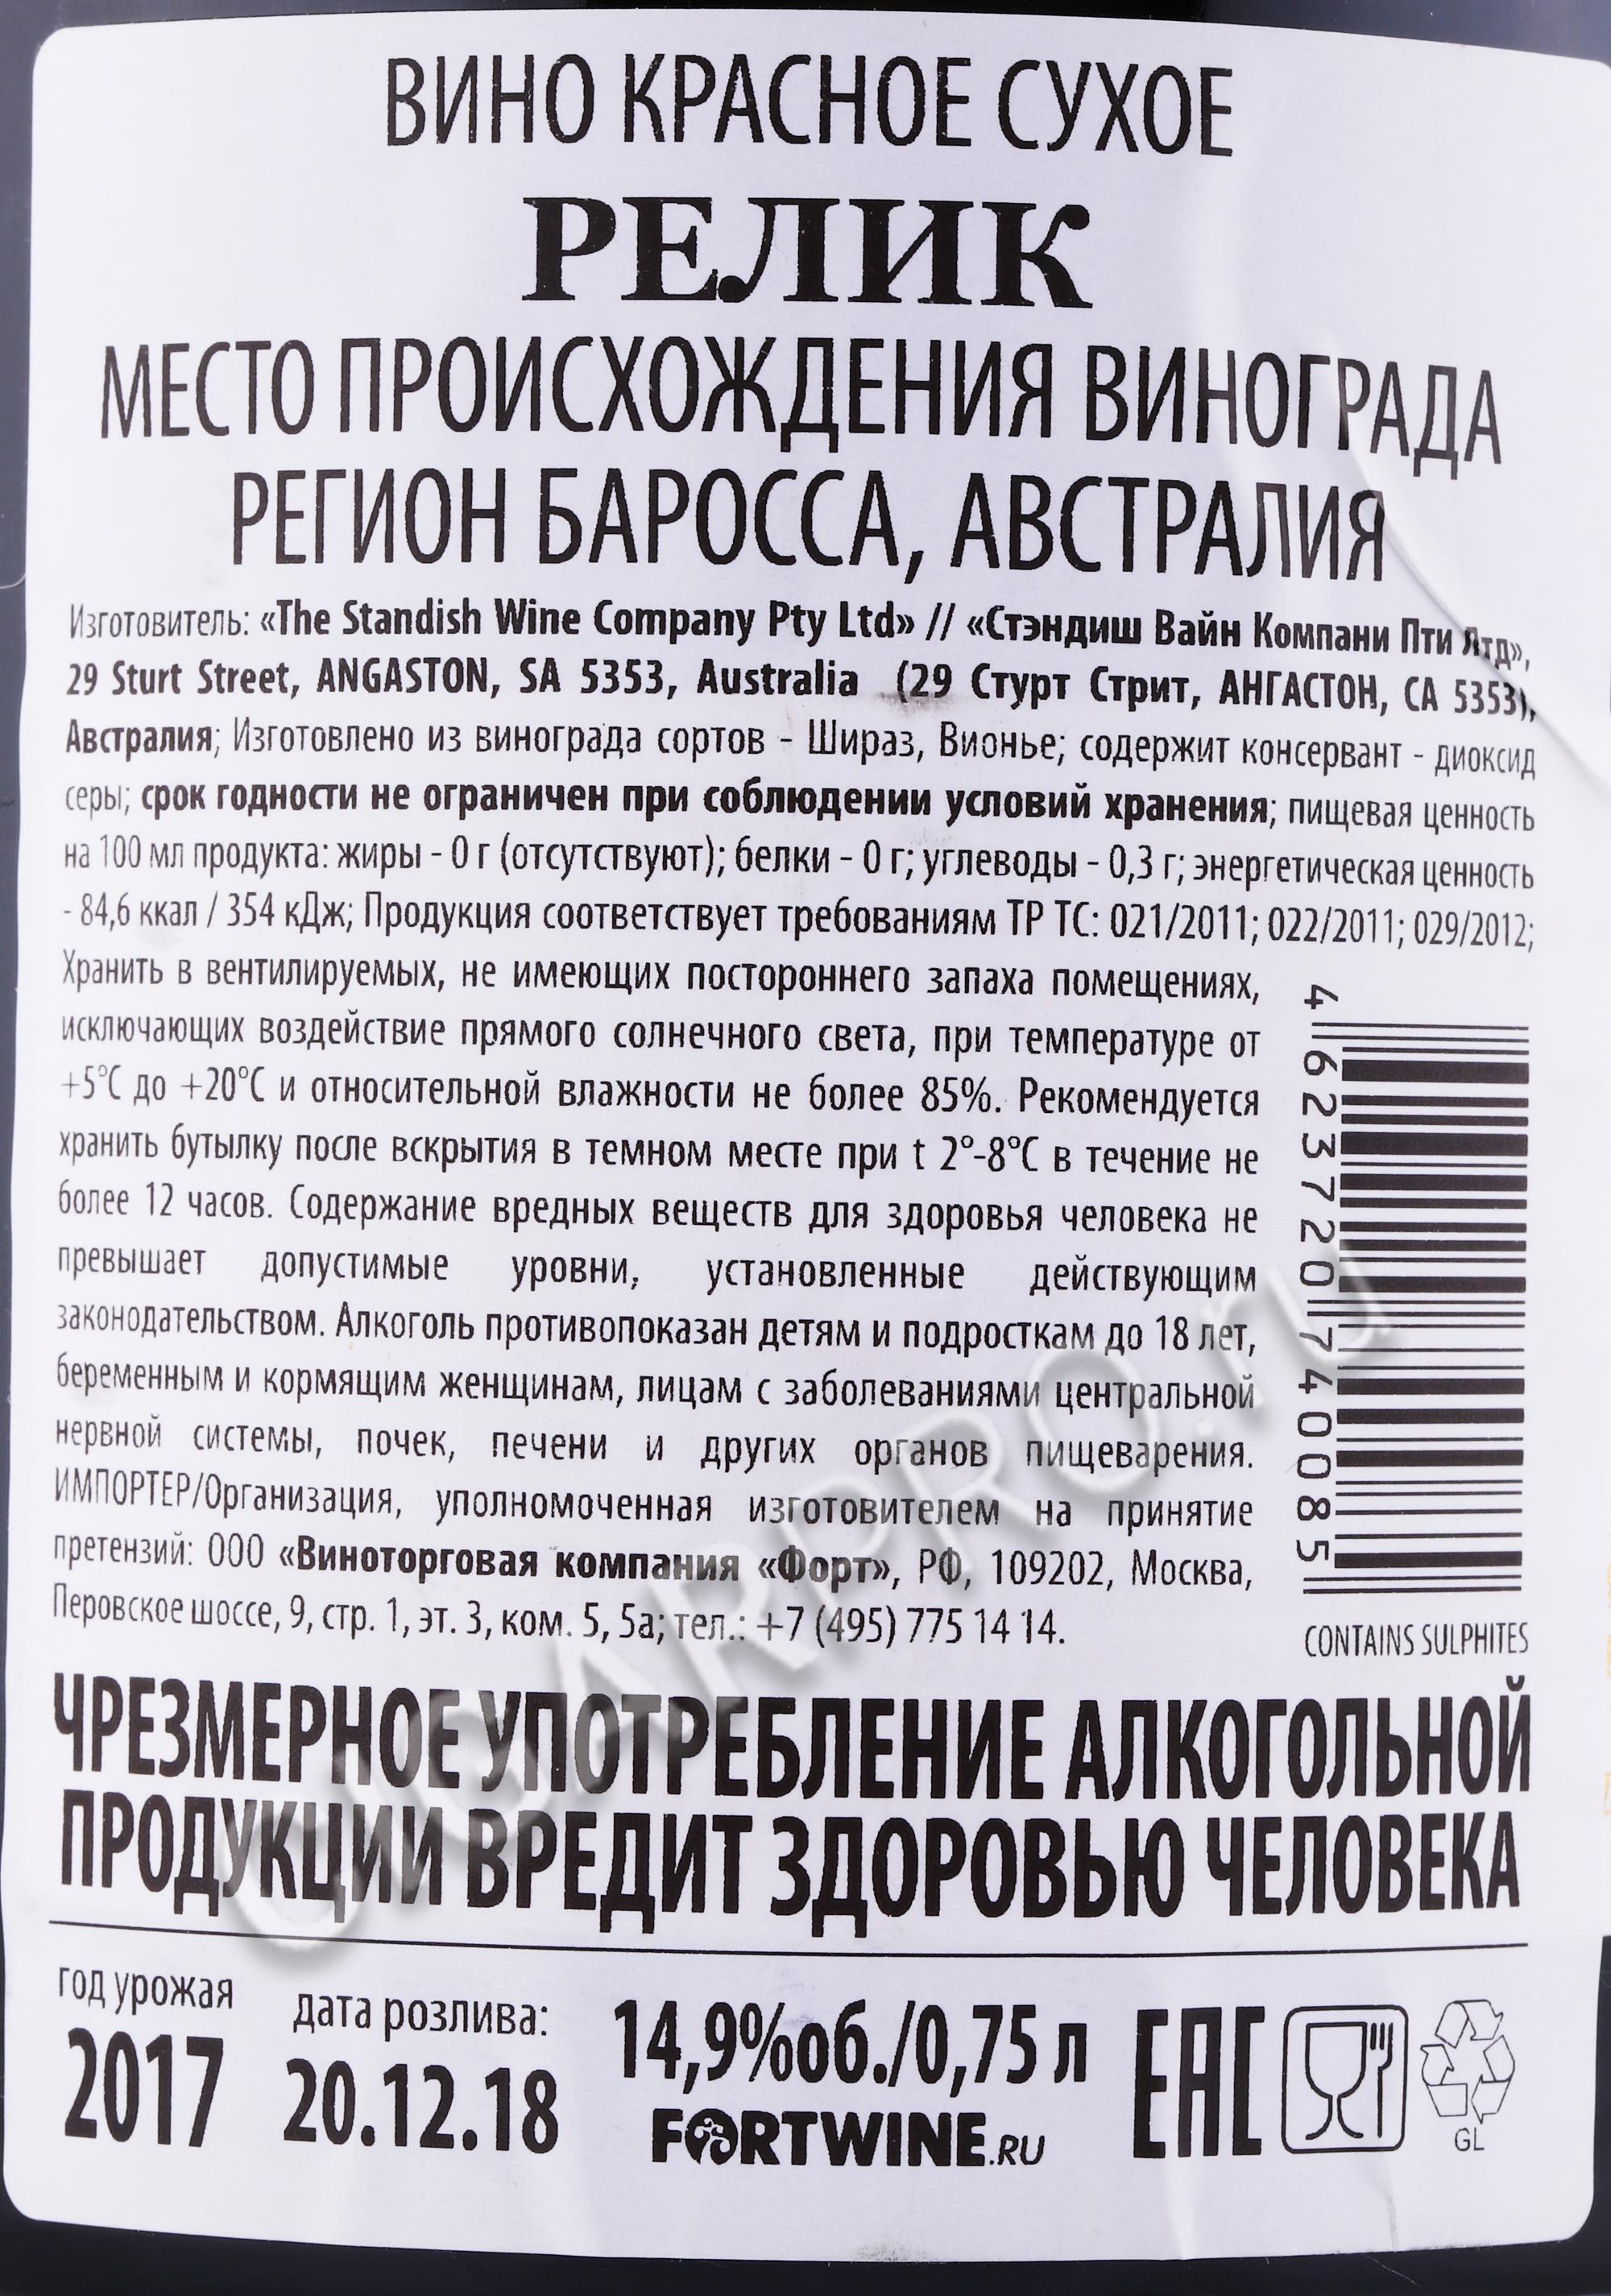 ВИНО КРАСНОЕ СУХОЕ
РЕЛИК
МЕСТО ПРОИСХОЖДЕНИЯ ВИНОГРАДА
РЕГИОН БАРОССА, АВСТРАЛИЯ
Изготовитель: «The Standish Wine Company Pty Ltd» // «Стэндиш Вайн Компани Пти Лтд»,
29 Sturt Street, ANGASTON, SA 5353, Australia (29 Стурт Стрит, АНГАСТОН, СА 5353),
Австралия; Изготовлено из винограда сортов - Шираз, Вионье; содержит консервант - диоксид
серы; срок годности не ограничен при соблюдении условий хранения; пищевая ценность
на 100 мл продукта: жиры - 0 г (отсутствуют); белки - 0 г; углеводы - 0,3 г; энергетическая ценность
- 84,6 ккал / 354 кДж; Продукция соответствует требованиям ТР ТС: 021/2011; 022/2011; 029/2012;
Хранить в вентилируемых, не имеющих постороннего запаха помещениях,
исключающих воздействие прямого солнечного света, при температуре от
+5°C до +20°C и относительной влажности не более 85%. Рекомендуется
хранить бутылку после вскрытия в темном месте при t 2°-8°C в течение не
более 12 часов. Содержание вредных веществ для здоровья человека не
превышает допустимые уровни, установленные действующим
законодательством. Алкоголь противопоказан детям и подросткам до 18 лет,
беременным и кормящим женщинам, лицам с заболеваниями центральной
нервной системы, почек, печени и других органов пищеварения.
ИМПОРТЕР/Организация, уполномоченная изготовителем на принятие
претензий: ООО «Виноторговая компания «Форт», РФ, 109202, Москва,
Перовское шоссе, 9, стр. 1, эт. 3, ком. 5, 5а; тел.: +7 (495) 775 14 14.
4 623720 740085
CONTAINS SULPHITES
ЧРЕЗМЕРНОЕ УПОТРЕБЛЕНИЕ АЛКОГОЛЬНОЙ
ПРОДУКЦИИ ВРЕДИТ ЗДОРОВЬЮ ЧЕЛОВЕКА
год урожая
2017
дата розлива:
20.12.18
14,9%об./0,75 л
FORTWINE.RU
EAC
GL
CIGARPRO.ru